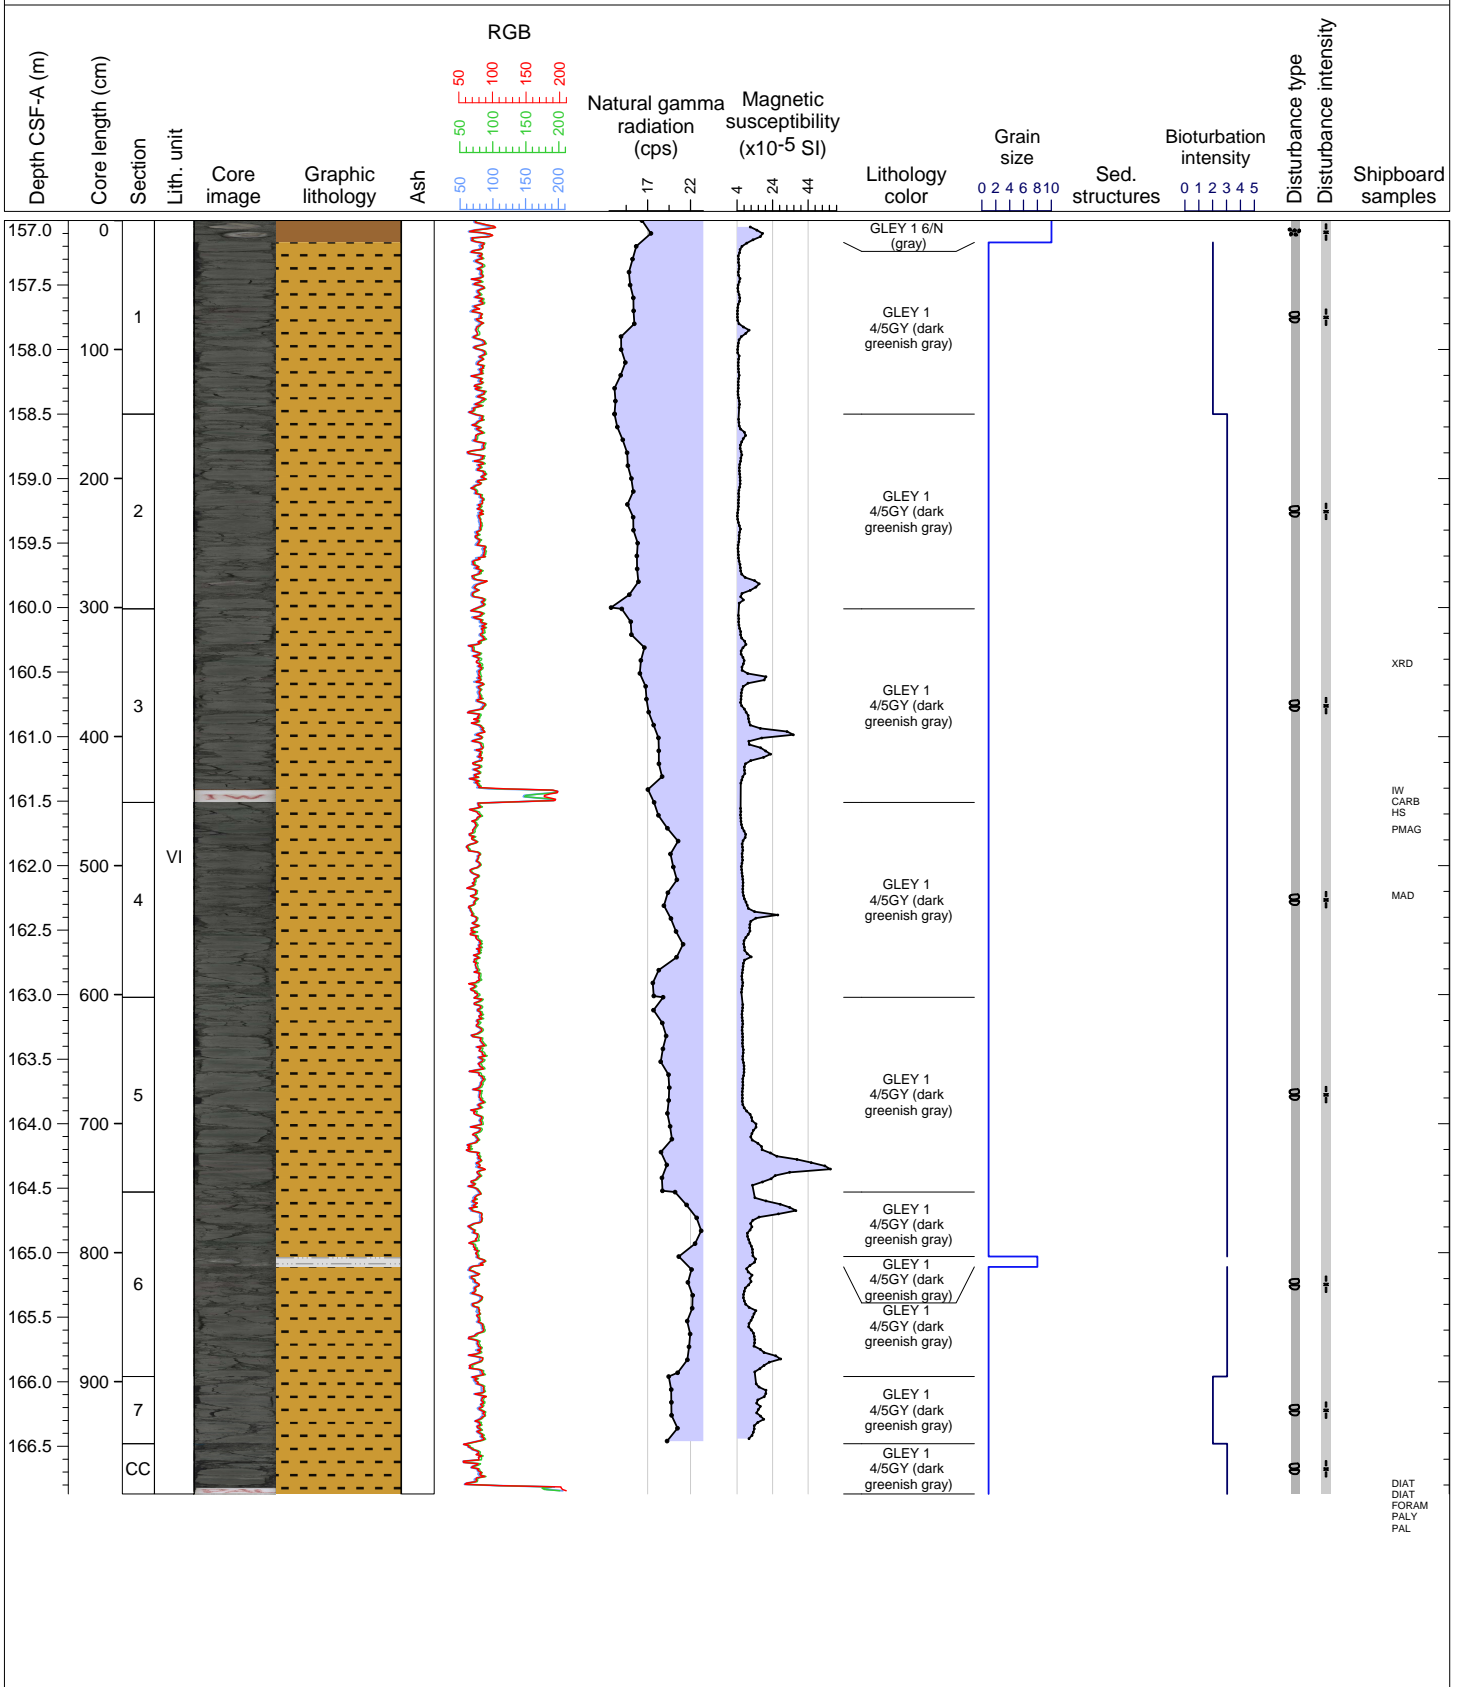 RGB
50 100 150 200
50 100 150 200
50 100 150 200
Depth CSF-A (m)
Core length (cm)
Section
Lith. unit
Core
image
Graphic
lithology
Ash
Natural gamma
radiation
(cps)
17 22
Magnetic
susceptibility
(x10-5 SI)
4 24 44
Lithology
color
Grain
size
0 2 4 6 8 10
Sed.
structures
Bioturbation
intensity
0 1 2 3 4 5
Disturbance type
Disturbance intensity
Shipboard
samples
157.0
157.5
158.0
158.5
159.0
159.5
160.0
160.5
161.0
161.5
162.0
162.5
163.0
163.5
164.0
164.5
165.0
165.5
166.0
166.5
0
100
200
300
400
500
600
700
800
900
1
2
3
4
5
6
7
CC
VI
GLEY 1 6/N
(gray)
GLEY 1
4/5GY (dark
greenish gray)
GLEY 1
4/5GY (dark
greenish gray)
GLEY 1
4/5GY (dark
greenish gray)
GLEY 1
4/5GY (dark
greenish gray)
GLEY 1
4/5GY (dark
greenish gray)
GLEY 1
4/5GY (dark
greenish gray)
GLEY 1
4/5GY (dark
greenish gray)
GLEY 1
4/5GY (dark
greenish gray)
GLEY 1
4/5GY (dark
greenish gray)
GLEY 1
4/5GY (dark
greenish gray)
XRD
IW
CARB
HS
PMAG
MAD
DIAT
DIAT
FORAM
PALY
PAL